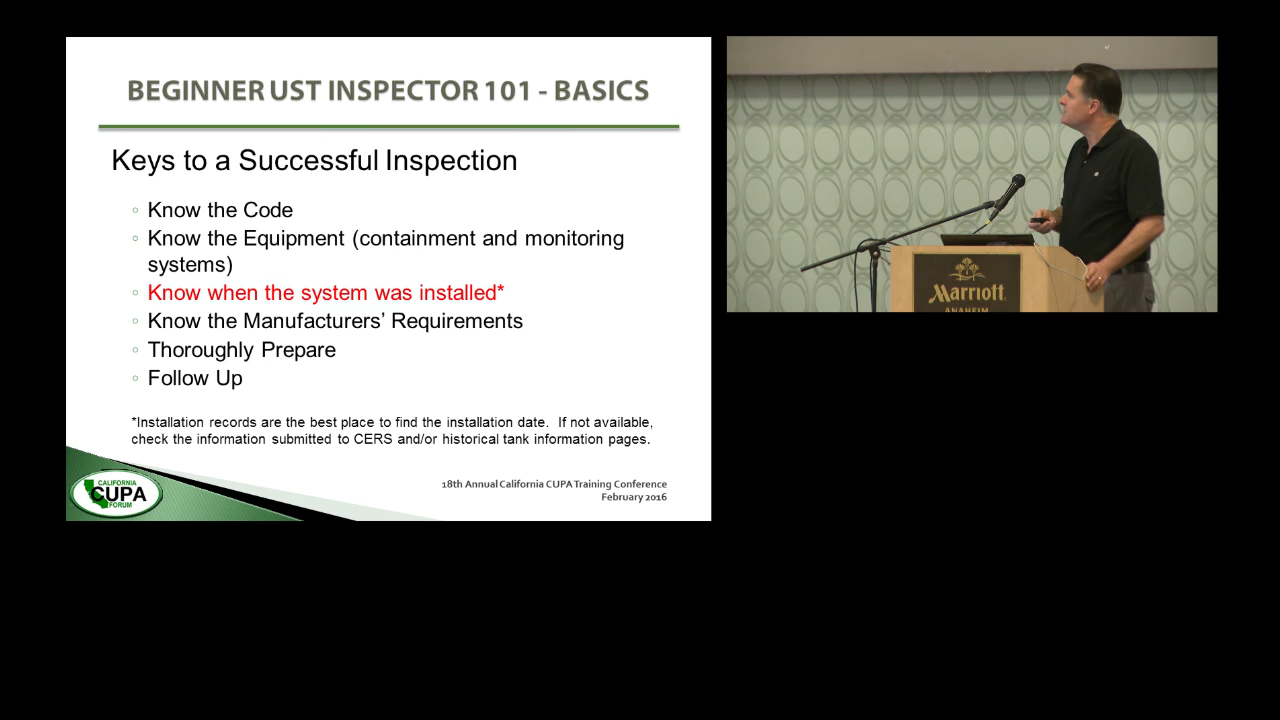 BEGINNER UST INSPECTOR 101 - BASICS
Keys to a Successful Inspection
◦ Know the Code
◦ Know the Equipment (containment and monitoring
systems)
◦ Know when the system was installed*
◦ Know the Manufacturers’ Requirements
◦ Thoroughly Prepare
◦ Follow Up
*Installation records are the best place to find the installation date. If not available,
check the information submitted to CERS and/or historical tank information pages.
CALIFORNIA
CUPA
FORUM
18th Annual California CUPA Training Conference
February 2016
Marriott
ANAHEIM